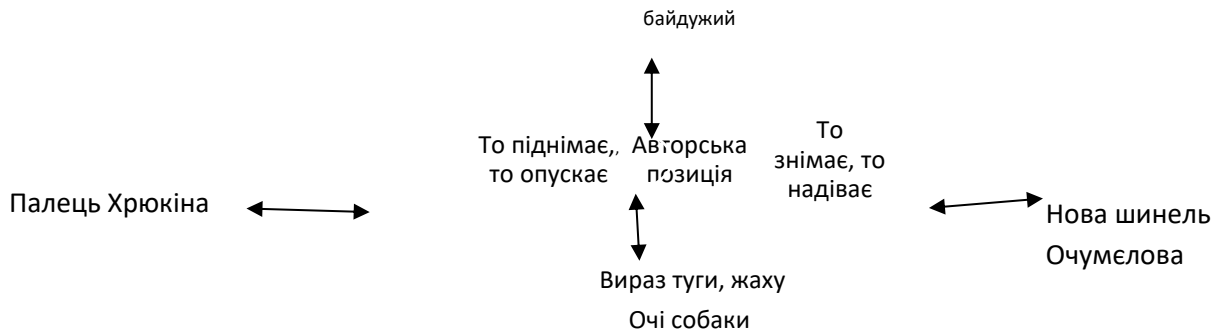 байдужий
То піднімає,, Авторська
то опускає позиція
То
знімає, то
надіває
Палець Хрюкіна
Нова шинель
Очумєлова
Вираз туги, жаху
Очі собаки